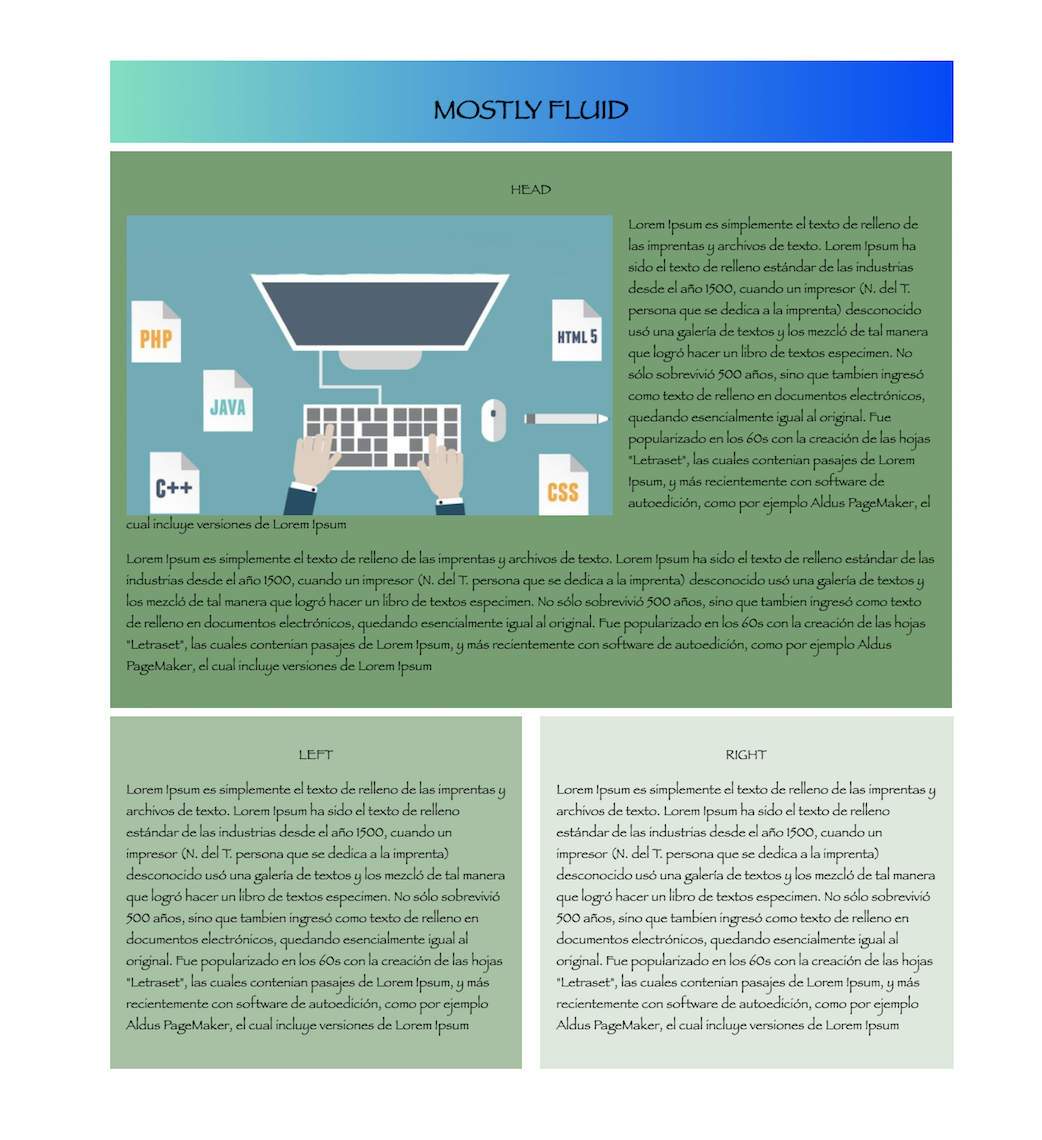 MOSTLY FLUID
HEAD
PHP
JAVA
C++
HTML 5
CSS
Lorem Ipsum es simplemente el texto de relleno de
las imprentas y archivos de texto. Lorem Ipsum ha
sido el texto de relleno estándar de las industrias
desde el año 1500, cuando un impresor (N. del T.
persona que se dedica a la imprenta) desconocido
usó una galería de textos y los mezcló de tal manera
que logró hacer un libro de textos especimen. No
sólo sobrevivió 500 años, sino que tambien ingresó
como texto de relleno en documentos electrónicos,
quedando esencialmente igual al original. Fue
popularizado en los 60s con la creación de las hojas
"Letraset", las cuales contenian pasajes de Lorem
Ipsum, y más recientemente con software de
autoedición, como por ejemplo Aldus PageMaker, el
cual incluye versiones de Lorem Ipsum
Lorem Ipsum es simplemente el texto de relleno de las imprentas y archivos de texto. Lorem Ipsum ha sido el texto de relleno estándar de las
industrias desde el año 1500, cuando un impresor (N. del T. persona que se dedica a la imprenta) desconocido usó una galería de textos y
los mezcló de tal manera que logró hacer un libro de textos especimen. No sólo sobrevivió 500 años, sino que tambien ingresó como texto
de relleno en documentos electrónicos, quedando esencialmente igual al original. Fue popularizado en los 60s con la creación de las hojas
"Letraset", las cuales contenian pasajes de Lorem Ipsum, y más recientemente con software de autoedición, como por ejemplo Aldus
PageMaker, el cual incluye versiones de Lorem Ipsum
LEFT
Lorem Ipsum es simplemente el texto de relleno de las imprentas y
archivos de texto. Lorem Ipsum ha sido el texto de relleno
estándar de las industrias desde el año 1500, cuando un
impresor (N. del T. persona que se dedica a la imprenta)
desconocido usó una galería de textos y los mezcló de tal manera
que logró hacer un libro de textos especimen. No sólo sobrevivió
500 años, sino que tambien ingresó como texto de relleno en
documentos electrónicos, quedando esencialmente igual al
original. Fue popularizado en los 60s con la creación de las hojas
"Letraset", las cuales contenian pasajes de Lorem Ipsum, y más
recientemente con software de autoedición, como por ejemplo
Aldus PageMaker, el cual incluye versiones de Lorem Ipsum
RIGHT
Lorem Ipsum es simplemente el texto de relleno de las imprentas y
archivos de texto. Lorem Ipsum ha sido el texto de relleno
estándar de las industrias desde el año 1500, cuando un
impresor (N. del T. persona que se dedica a la imprenta)
desconocido usó una galería de textos y los mezcló de tal manera
que logró hacer un libro de textos especimen. No sólo sobrevivió
500 años, sino que tambien ingresó como texto de relleno en
documentos electrónicos, quedando esencialmente igual al
original. Fue popularizado en los 60s con la creación de las hojas
"Letraset", las cuales contenian pasajes de Lorem Ipsum, y más
recientemente con software de autoedición, como por ejemplo
Aldus PageMaker, el cual incluye versiones de Lorem Ipsum